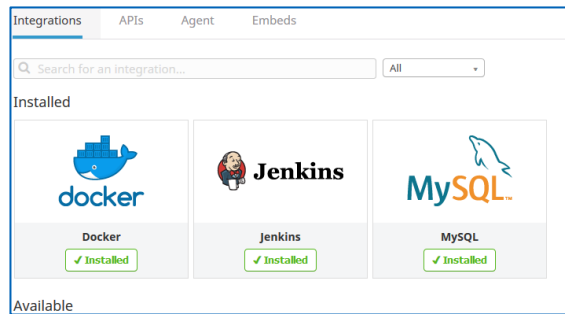 Integrations APIs Agent Embeds
Search for an integration... All
Installed
docker Jenkins MySQL™
Docker Jenkins MySQL
✓ Installed ✓ Installed ✓ Installed
Available